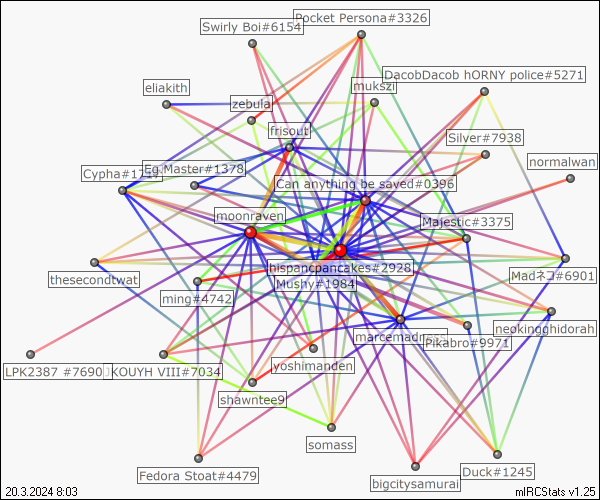 Pocket Persona#3326
Swirly Boi#6154
DacobDacob hORNY police#5271
eliakith
mukszi
zebula
frisout
Silver#7938
normalwan
Eg.Master#1378
Can anything be saved#0396
moonraven
Majestic#3375
hispancpancakes#2928
Madネコ#6901
thesecondtwat
Mushy#1984
ming#4742
neokingghidorah
Pikabro#9971
yoshimanden
LPK2387 #7690
KOUYH VIII#7034
shawntee9
somass
Fedora Stoat#4479
bigcitysamurai
Duck#1245
20.3.2024 8:03
mIRCStats v1.25